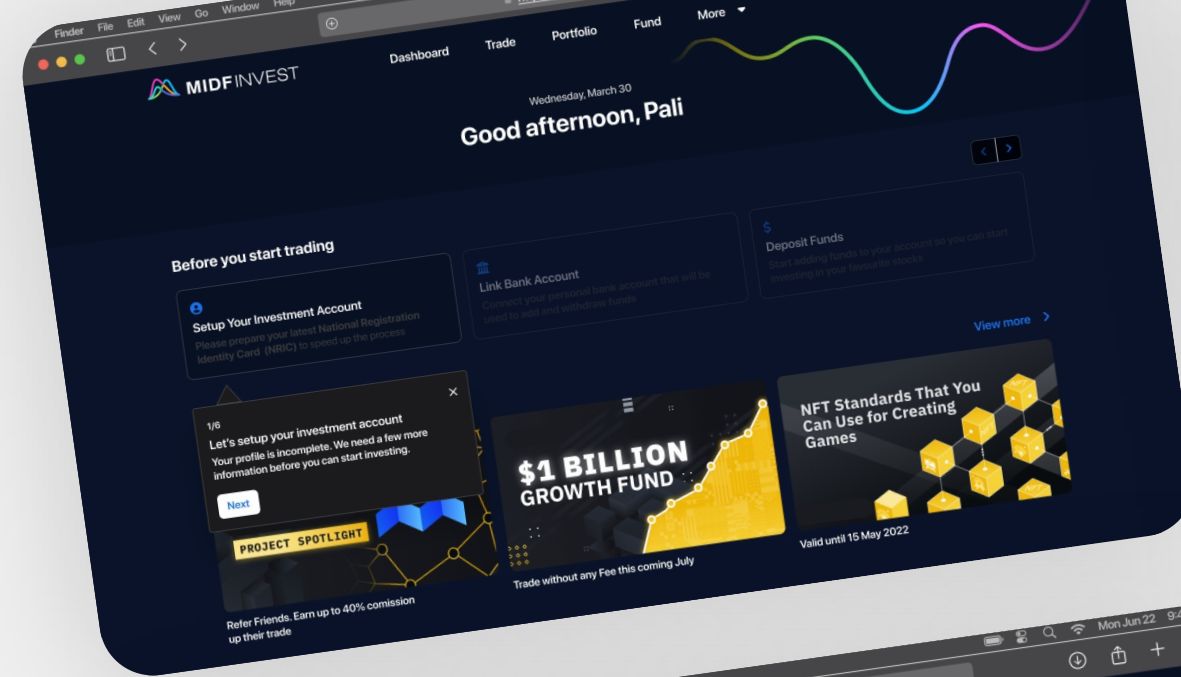 Finder File Edit View Go Window Help
MIDF INVEST
Dashboard Trade Portfolio Fund More
Wednesday, March 30
Good afternoon, Pali
Before you start trading
Setup Your Investment Account
Please prepare your latest National Registration
Identity Card (NRIC) to speed up the process
Link Bank Account
Connect your personal bank account that will be
used to add and withdraw funds
$
Deposit Funds
Start adding funds to your account so you can start
investing in your favourite stocks.
View more
1/6
Let's setup your investment account
Your profile is incomplete. We need a few more
information before you can start investing.
Next
PROJECT SPOTLIGHT
Refer Friends. Earn up to 40% comission
up their trade
$1 BILLION
GROWTH FUND
Trade without any Fee this coming July
NFT Standards That You
Can Use for Creating
Games
Valid until 15 May 2022
Mon Jun 22